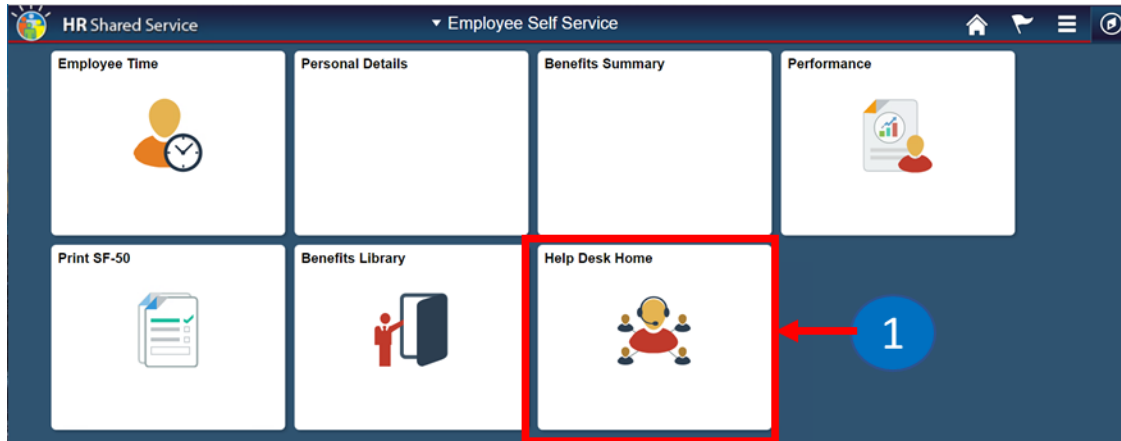 HR Shared Service
Employee Self Service
Employee Time
Personal Details
Benefits Summary
Performance
Print SF-50
Benefits Library
Help Desk Home
1